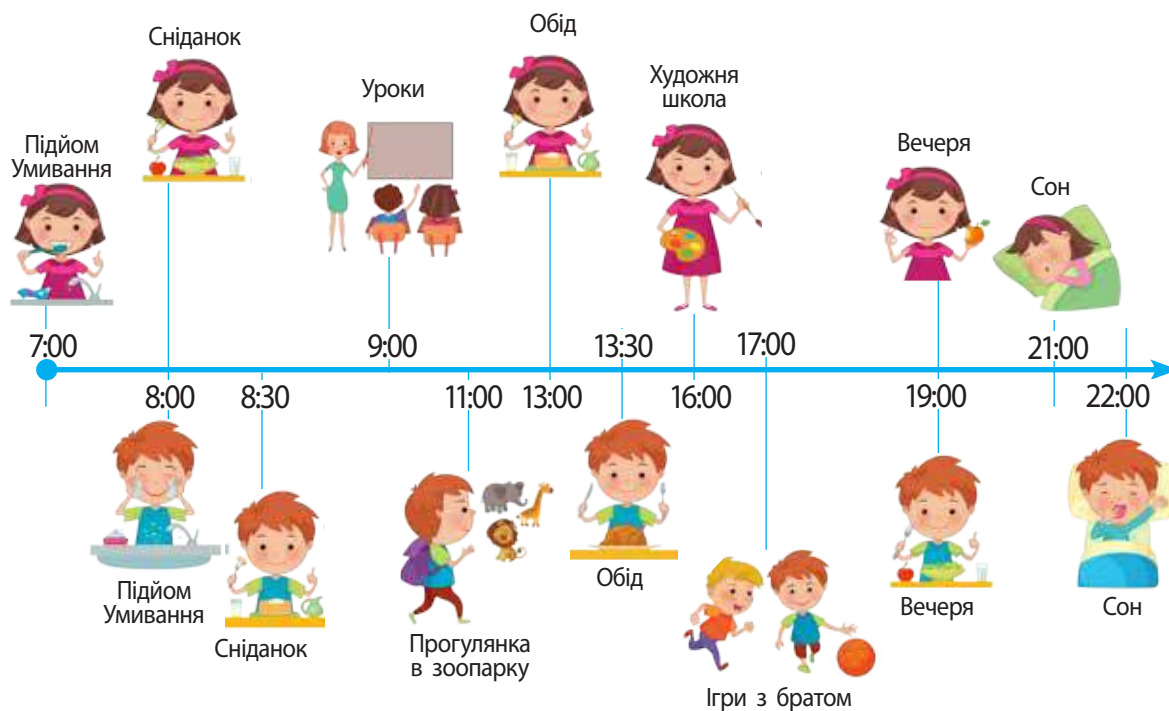 Сніданок
Обід
Уроки
Художня
школа
Підйом
Умивання
Вечеря
Сон
7:00
9:00
13:30
17:00
21:00
8:00
8:30
11:00
13:00
16:00
19:00
22:00
Підйом
Умивання
Сніданок
Прогулянка
в зоопарку
Обід
Ігри з братом
Вечеря
Сон